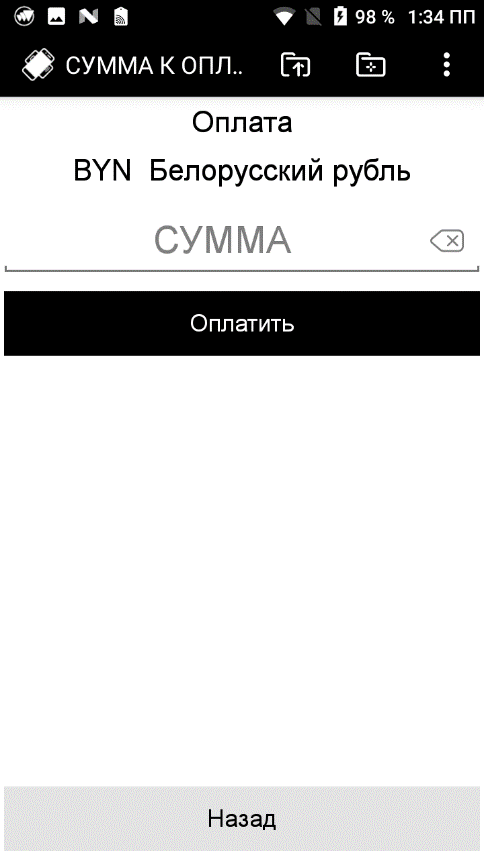 98 % 1:34 ПП
СУММА К ОПЛ..
Оплата
BYN Белорусский рубль
СУММА
Оплатить
Назад